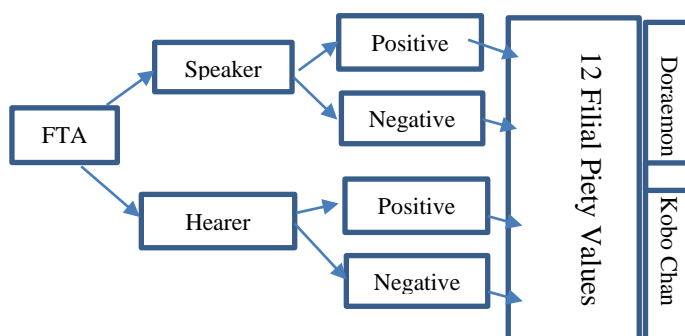 FTA
Speaker
Positive
Negative
Hearer
Positive
Negative
12 Filial Piety Values
Doraemon
Kobo Chan